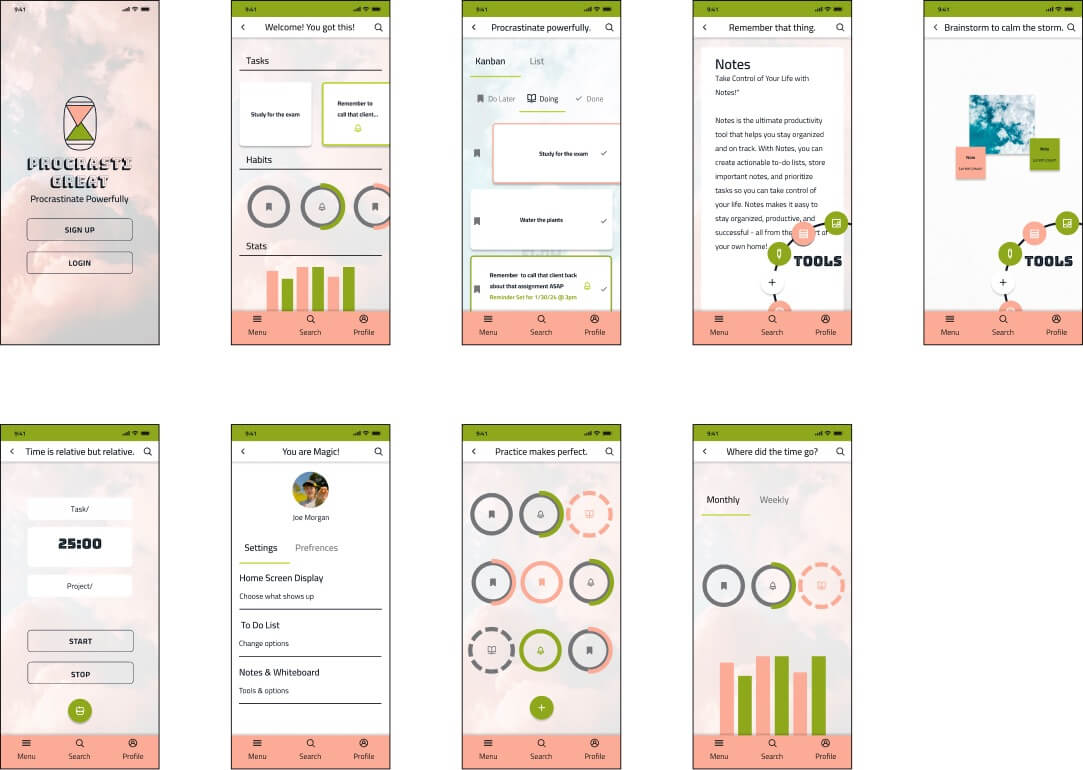 9:41
PROCRASTI
GREAT
Procrastinate Powerfully
SIGN UP
LOGIN
9:41
Welcome! You got this!
Tasks
Study for the exam
Remember to
call that client...
Habits
Stats
Menu Search Profile
9:41
Procrastinate powerfully.
Kanban List
Do Later Doing Done
Study for the exam
Water the plants
Remember to call that client back
about that assignment ASAP
Reminder Set for 1/30/24 @ 3pm
Menu Search Profile
9:41
Remember that thing.
Notes
Take Control of Your Life with
Notes!"
Notes is the ultimate productivity
tool that helps you stay organized
and on track. With Notes, you can
create actionable to-do lists, store
important notes, and prioritize
tasks so you can take control of
your life. Notes makes it easy to
stay organized, productive, and
successful - all from the of
your own home!
TOOLS
Menu Search Profile
9:41
Brainstorm to calm the storm.
Note
Lorem ipsum
Note
Lorem ipsum
TOOLS
Menu Search Profile
9:41
Time is relative but relative.
Task/
25:00
Project/
START
STOP
Menu Search Profile
9:41
You are Magic!
Joe Morgan
Settings Prefrences
Home Screen Display
Choose what shows up
To Do List
Change options
Notes & Whiteboard
Tools & options
Menu Search Profile
9:41
Practice makes perfect.
Menu Search Profile
9:41
Where did the time go?
Monthly Weekly
Menu Search Profile